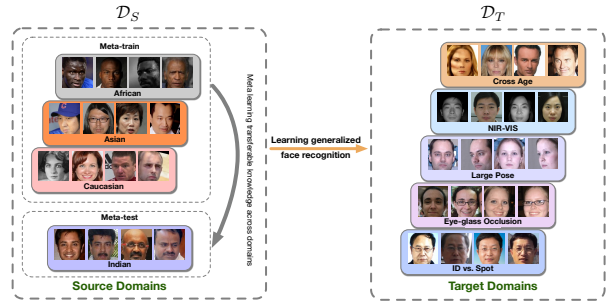 𝒟S
𝒟T
Meta-train
African
Asian
Caucasian
Meta-test
Indian
Source Domains
Meta learning transferable knowledge across domains
Learning generalized
face recognition
Cross Age
NIR-VIS
Large Pose
Eye-glass Occlusion
ID vs. Spot
Target Domains